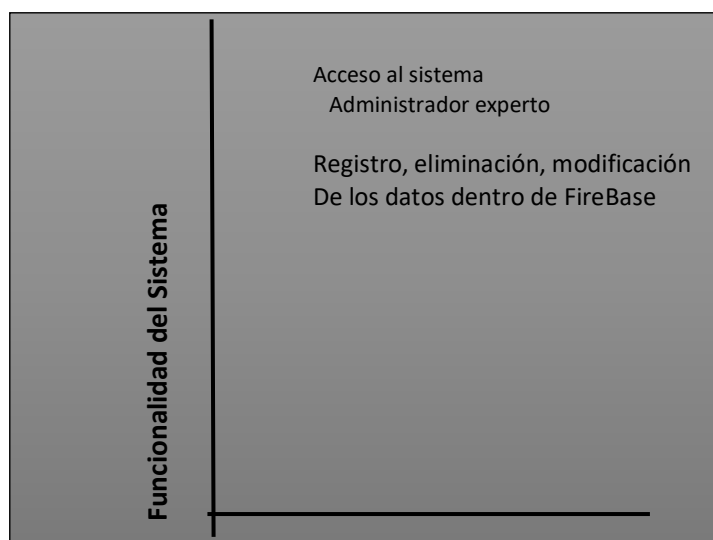 Acceso al sistema
Administrador experto
Registro, eliminación, modificación
De los datos dentro de FireBase
Funcionalidad del Sistema